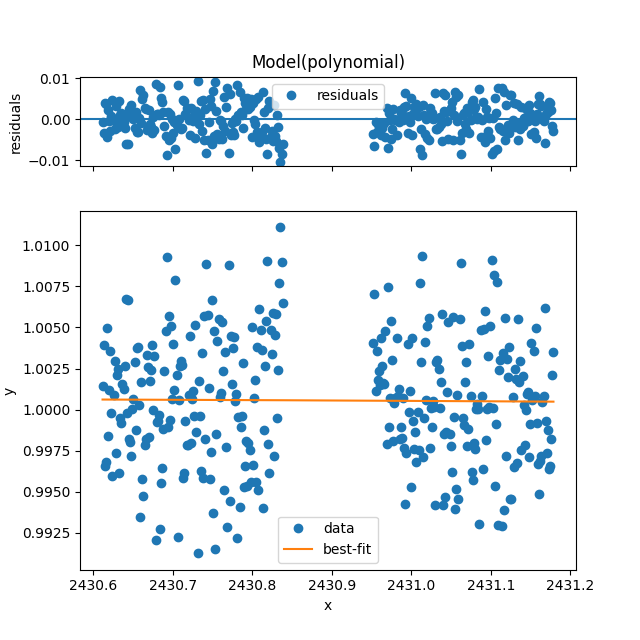 Model(polynomial)
0.01
0.00
−0.01
residuals
residuals
1.0100
1.0075
1.0050
1.0025
1.0000
0.9975
0.9950
0.9925
y
data
best-fit
2430.6 2430.7 2430.8 2430.9 2431.0 2431.1 2431.2
x